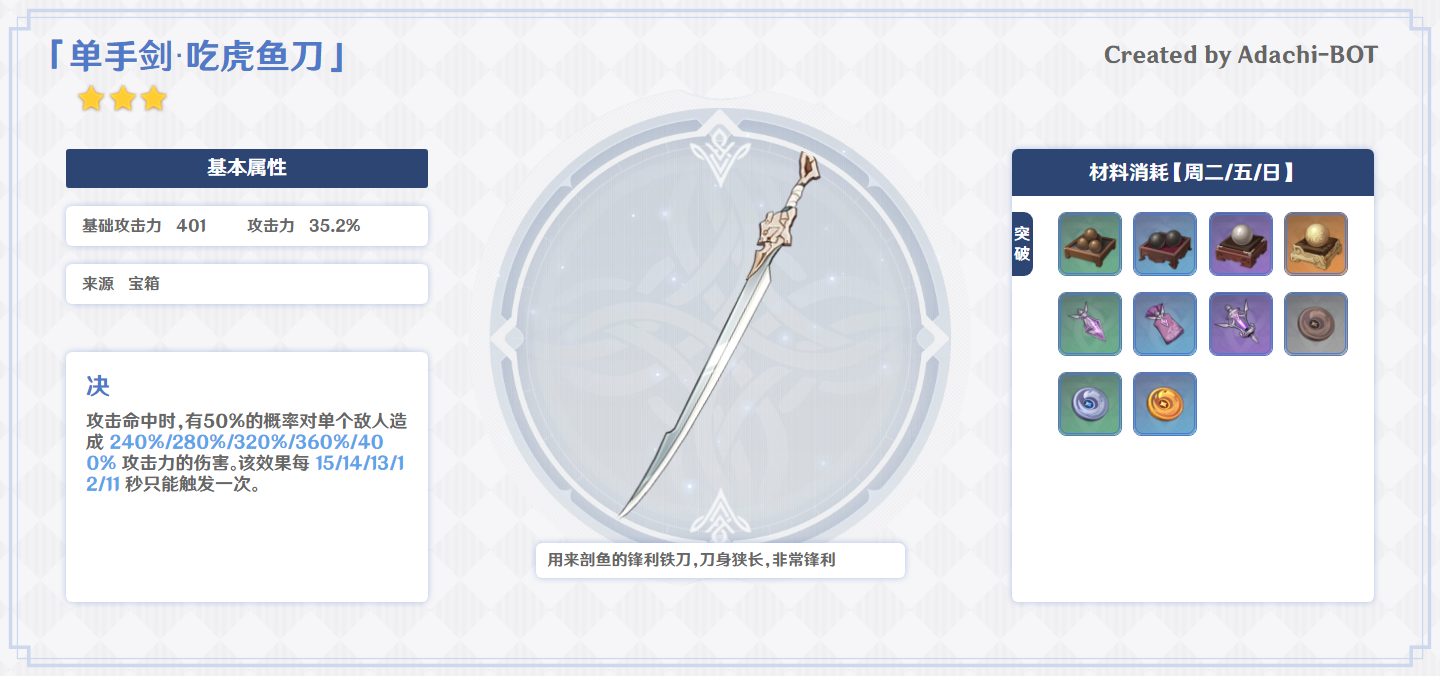 「单手剑·吃虎鱼刀」
Created by Adachi-BOT
基本属性
基础攻击力 401 攻击力 35.2%
来源 宝箱
决
攻击命中时,有50%的概率对单个敌人造
成 240%/280%/320%/360%/40
0% 攻击力的伤害。该效果每 15/14/13/1
2/11 秒只能触发一次。
用来剖鱼的锋利铁刀,刀身狭长,非常锋利
材料消耗【周二/五/日】
突
破